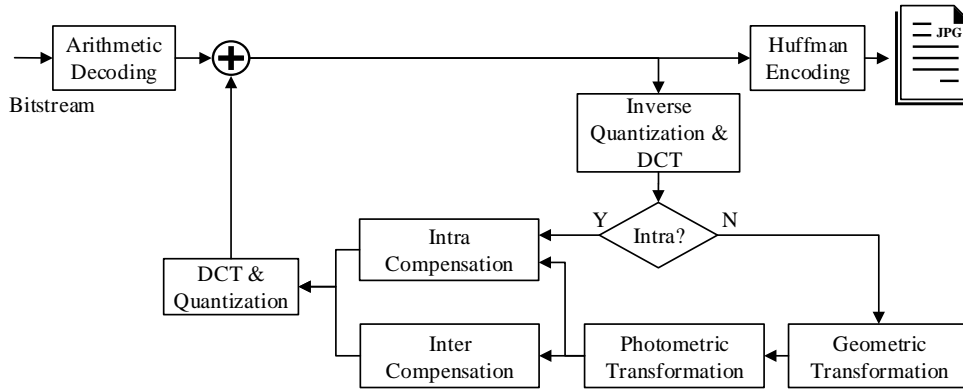 Arithmetic
Decoding
Bitstream
Huffman
Encoding
JPG
Inverse
Quantization &
DCT
Y
Intra?
N
Intra
Compensation
DCT &
Quantization
Inter
Compensation
Photometric
Transformation
Geometric
Transformation